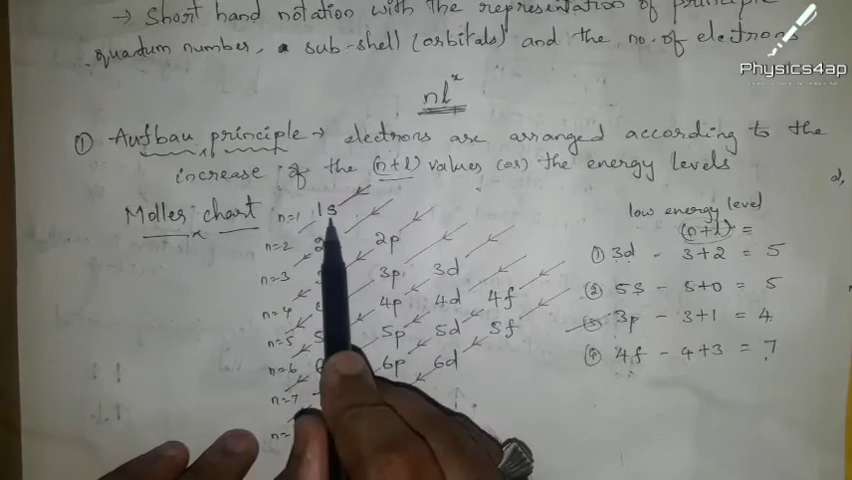 → Short hand notation with the representation of principle
quantum number, sub-shell (orbitals) and the no. of electrons
Physics4ap
nl^x
① Aufbau principle → electrons are arranged according to the
increase of the (n+l) values (or) the energy levels
Moller chart
n=1 1s
n=2 2p
n=3 3p 3d
n=4 4p 4d 4f
n=5 5p 5d 5f
n=6 6p 6d
n=7
n=
low energy level
(n+l) =
① 3d - 3+2 = 5
② 5s - 5+0 = 5
③ 3p - 3+1 = 4
④ 4f - 4+3 = 7